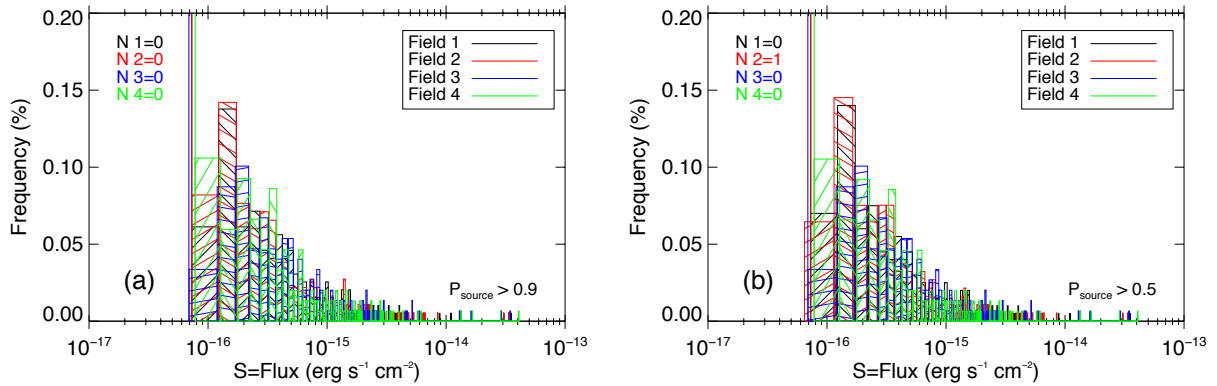 0.20
0.15
0.10
0.05
0.00
Frequency (%)
N 1=0
N 2=0
N 3=0
N 4=0
Field 1
Field 2
Field 3
Field 4
(a)
P_source > 0.9
10⁻¹⁷ 10⁻¹⁶ 10⁻¹⁵ 10⁻¹⁴ 10⁻¹³
S=Flux (erg s⁻¹ cm⁻²)
0.20
0.15
0.10
0.05
0.00
Frequency (%)
N 1=0
N 2=1
N 3=0
N 4=0
Field 1
Field 2
Field 3
Field 4
(b)
P_source > 0.5
10⁻¹⁷ 10⁻¹⁶ 10⁻¹⁵ 10⁻¹⁴ 10⁻¹³
S=Flux (erg s⁻¹ cm⁻²)